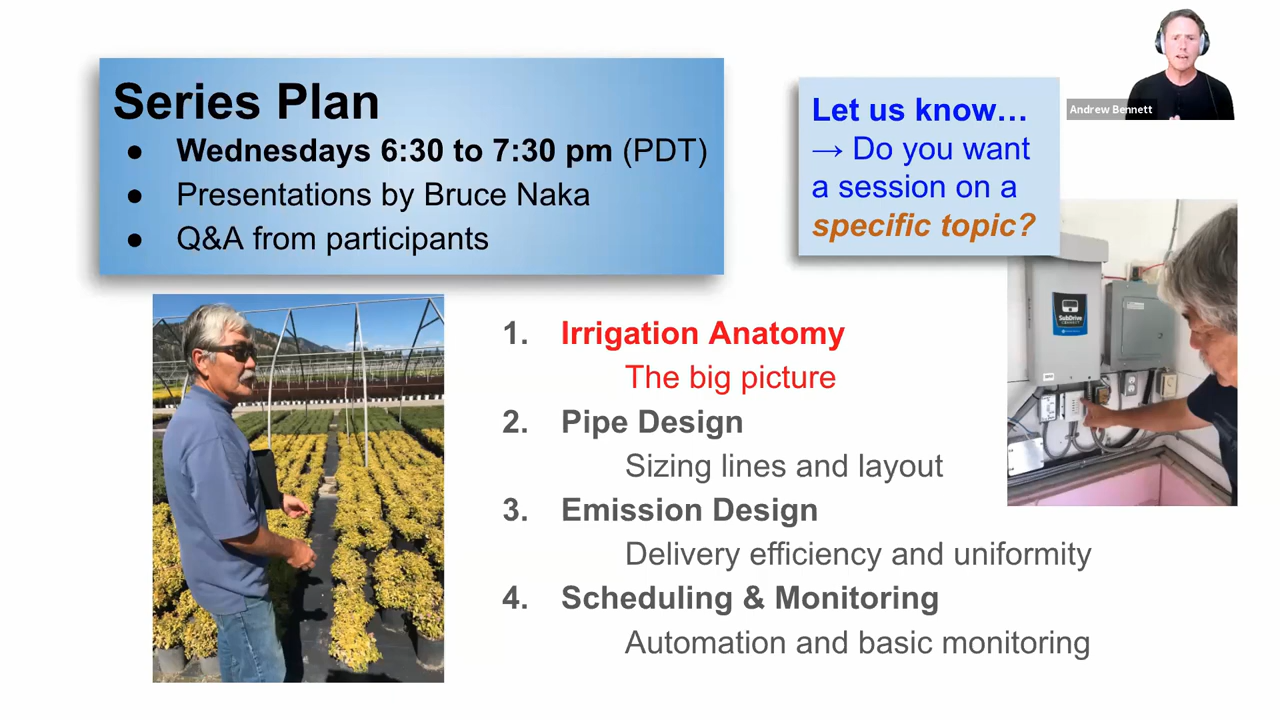 Series Plan
● Wednesdays 6:30 to 7:30 pm (PDT)
● Presentations by Bruce Naka
● Q&A from participants
Let us know…
→ Do you want
a session on a
specific topic?
Andrew Bennett
SubDrive
1. Irrigation Anatomy
The big picture
2. Pipe Design
Sizing lines and layout
3. Emission Design
Delivery efficiency and uniformity
4. Scheduling & Monitoring
Automation and basic monitoring